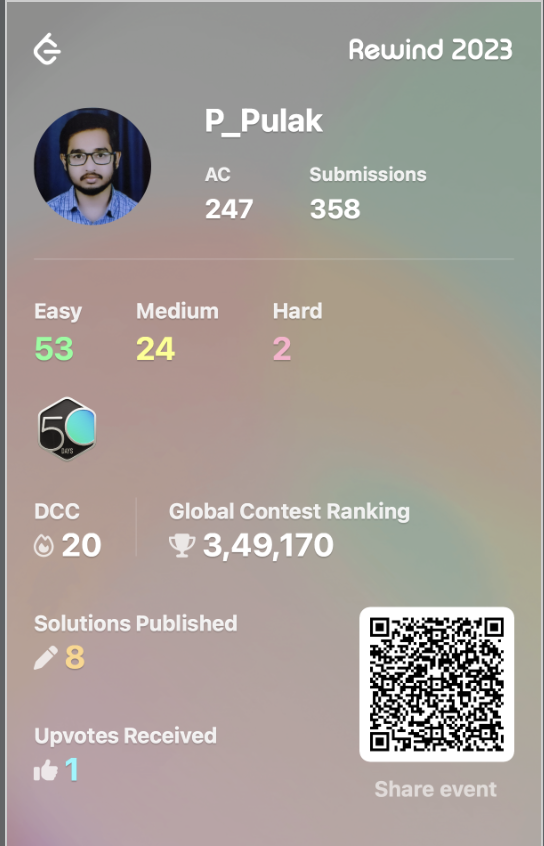 Rewind 2023
P_Pulak
AC
Submissions
247
358
Easy
Medium
Hard
53
24
2
50
DAYS
DCC
Global Contest Ranking
20
3,49,170
Solutions Published
8
Upvotes Received
1
Share event